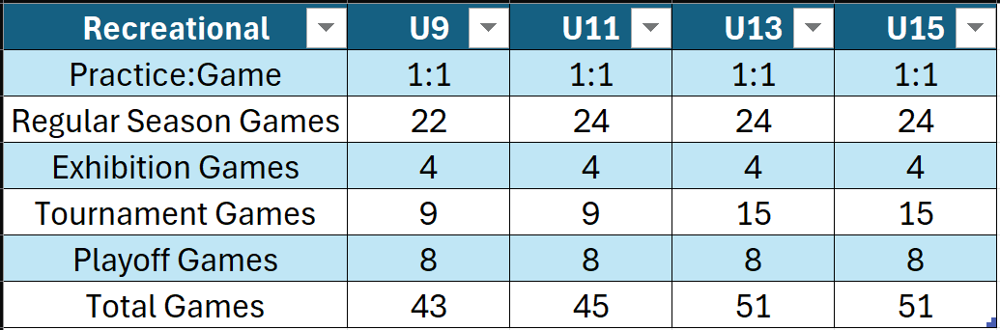 Recreational U9 U11 U13 U15
Practice:Game 1:1 1:1 1:1 1:1
Regular Season Games 22 24 24 24
Exhibition Games 4 4 4 4
Tournament Games 9 9 15 15
Playoff Games 8 8 8 8
Total Games 43 45 51 51